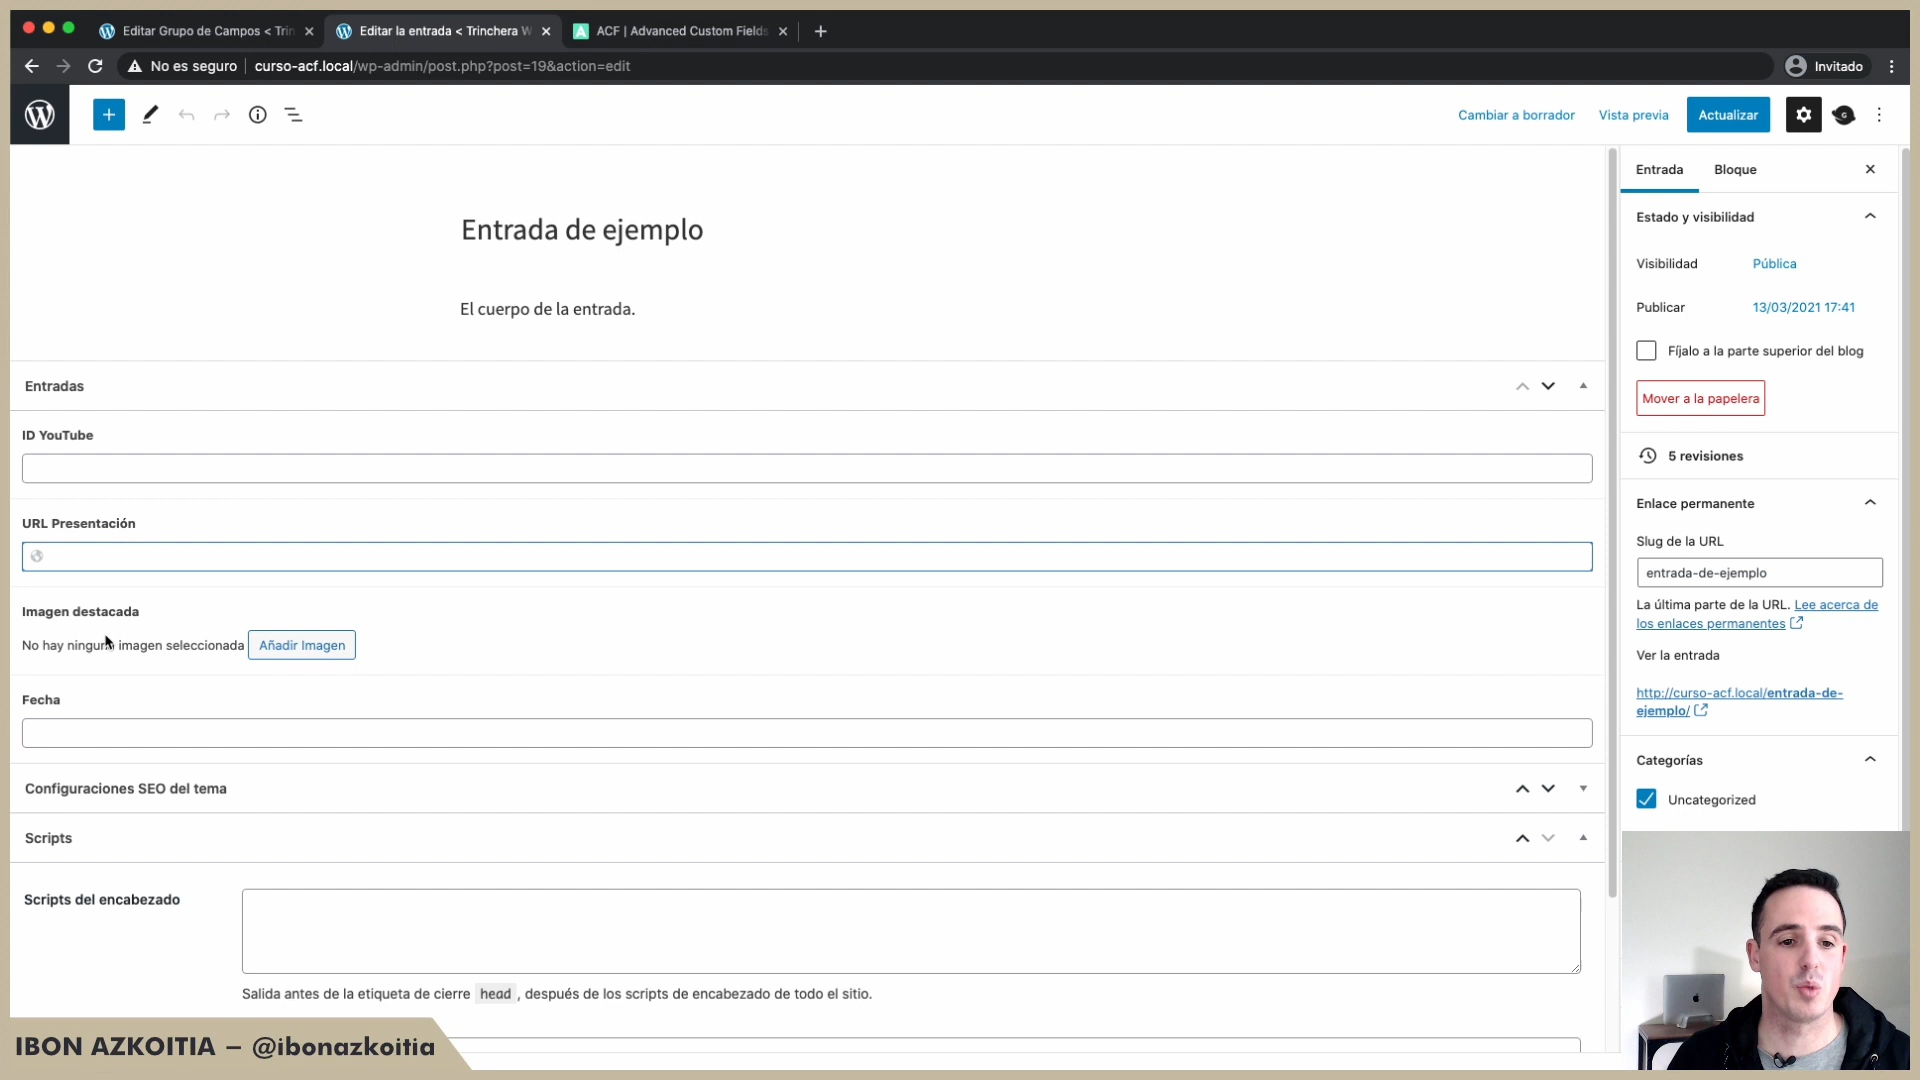 Editar Grupo de Campos < Trin
Editar la entrada < Trinchera W
ACF | Advanced Custom Fields
No es seguro
curso-acf.local/wp-admin/post.php?post=19&action=edit
Invitado
Cambiar a borrador
Vista previa
Actualizar
Entrada
Bloque
Estado y visibilidad
Entrada de ejemplo
Visibilidad
Pública
Publicar
13/03/2021 17:41
El cuerpo de la entrada.
Fíjalo a la parte superior del blog
Entradas
Mover a la papelera
ID YouTube
5 revisiones
Enlace permanente
URL Presentación
Slug de la URL
entrada-de-ejemplo
Imagen destacada
La última parte de la URL. Lee acerca de
los enlaces permanentes
No hay ninguna imagen seleccionada
Añadir Imagen
Ver la entrada
Fecha
http://curso-acf.local/entrada-de-
ejemplo/
Categorías
Configuraciones SEO del tema
Uncategorized
Scripts
Scripts del encabezado
Salida antes de la etiqueta de cierre head , después de los scripts de encabezado de todo el sitio.
IBON AZKOITIA – @ibonazkoitia